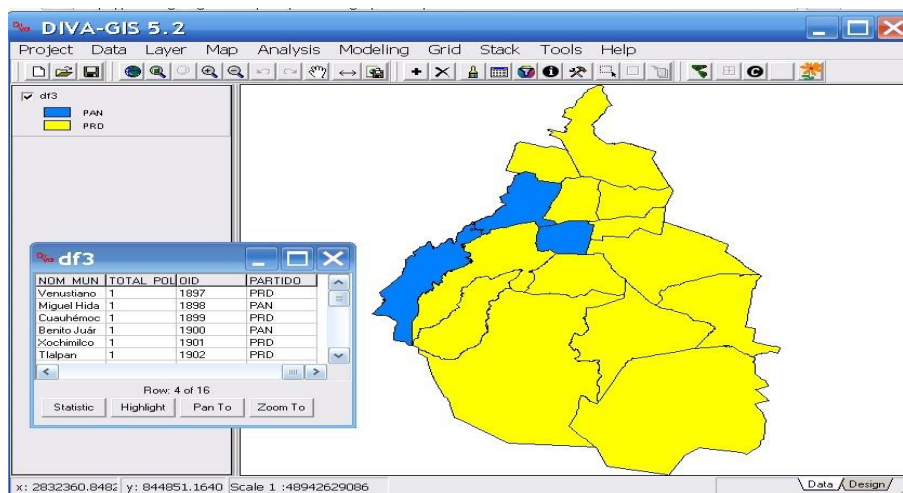 DIVA-GIS 5.2
Project Data Layer Map Analysis Modeling Grid Stack Tools Help
df3
PAN
PRD
df3
NOM MUN TOTAL POL OID PARTIDO
Venustiano 1 1897 PRD
Miguel Hida 1 1898 PAN
Cuauhémoc 1 1899 PRD
Benito Juár 1 1900 PAN
Xochimilco 1 1901 PRD
Tlalpan 1 1902 PRD
Row: 4 of 16
Statistic Highlight Pan To Zoom To
x: 2832360.848 y: 844851.1640 Scale 1 :48942629086 Data Design